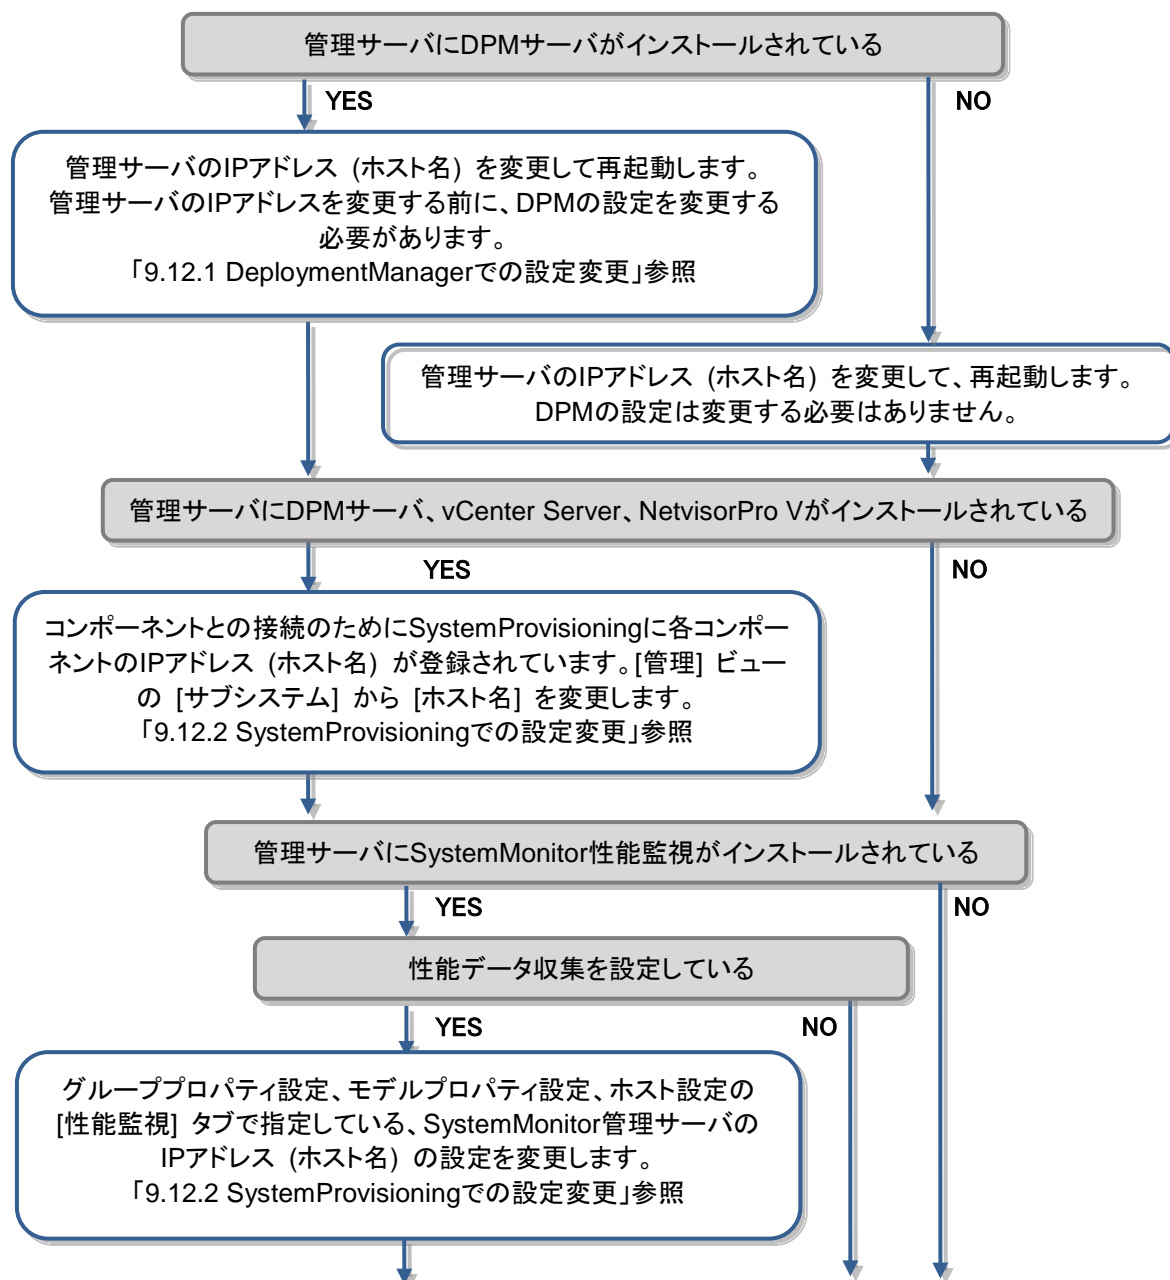 管理サーバにDPMサーバがインストールされている
YES
NO
管理サーバのIPアドレス (ホスト名) を変更して再起動します。
管理サーバのIPアドレスを変更する前に、DPMの設定を変更する
必要があります。
「9.12.1 DeploymentManagerでの設定変更」参照
管理サーバのIPアドレス (ホスト名) を変更して、再起動します。
DPMの設定は変更する必要はありません。
管理サーバにDPMサーバ、vCenter Server、NetvisorPro Vがインストールされている
YES
NO
コンポーネントとの接続のためにSystemProvisioningに各コンポー
ネントのIPアドレス (ホスト名) が登録されています。[管理] ビュー
の [サブシステム] から [ホスト名] を変更します。
「9.12.2 SystemProvisioningでの設定変更」参照
管理サーバにSystemMonitor性能監視がインストールされている
YES
NO
性能データ収集を設定している
YES
NO
グループプロパティ設定、モデルプロパティ設定、ホスト設定の
[性能監視] タブで指定している、SystemMonitor管理サーバの
IPアドレス (ホスト名) の設定を変更します。
「9.12.2 SystemProvisioningでの設定変更」参照